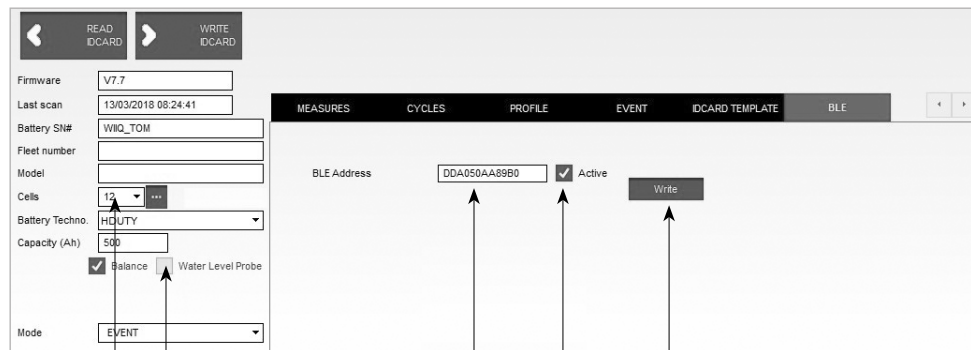 READ IDCARD
WRITE IDCARD
Firmware V7.7
Last scan 13/03/2018 08:24:41
Battery SN# WIIQ_TOM
Fleet number
Model
Cells 12 ...
Battery Techno. HDUTY
Capacity (Ah) 500
Balance Water Level Probe
Mode EVENT
MEASURES CYCLES PROFILE EVENT IDCARD TEMPLATE BLE
BLE Address DDA050AA89B0 Active
Write